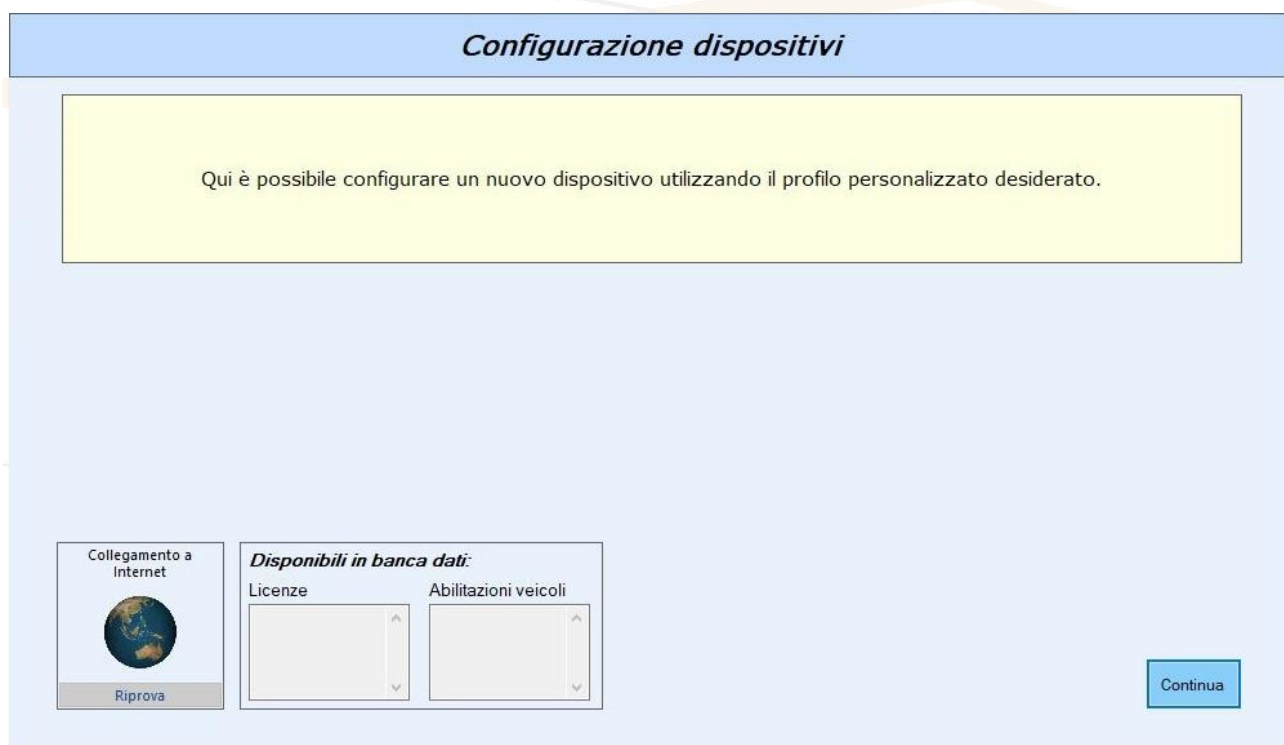 Configurazione dispositivi
Qui è possibile configurare un nuovo dispositivo utilizzando il profilo personalizzato desiderato.
Collegamento a
Internet
Riprova
Disponibili in banca dati:
Licenze
Abilitazioni veicoli
Continua